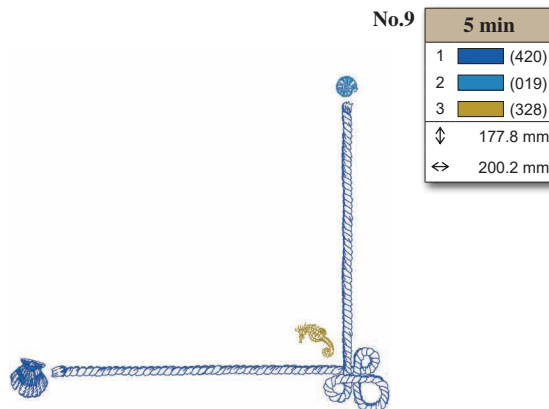 No.9
5 min
1 (420)
2 (019)
3 (328)
↕ 177.8 mm
↔ 200.2 mm